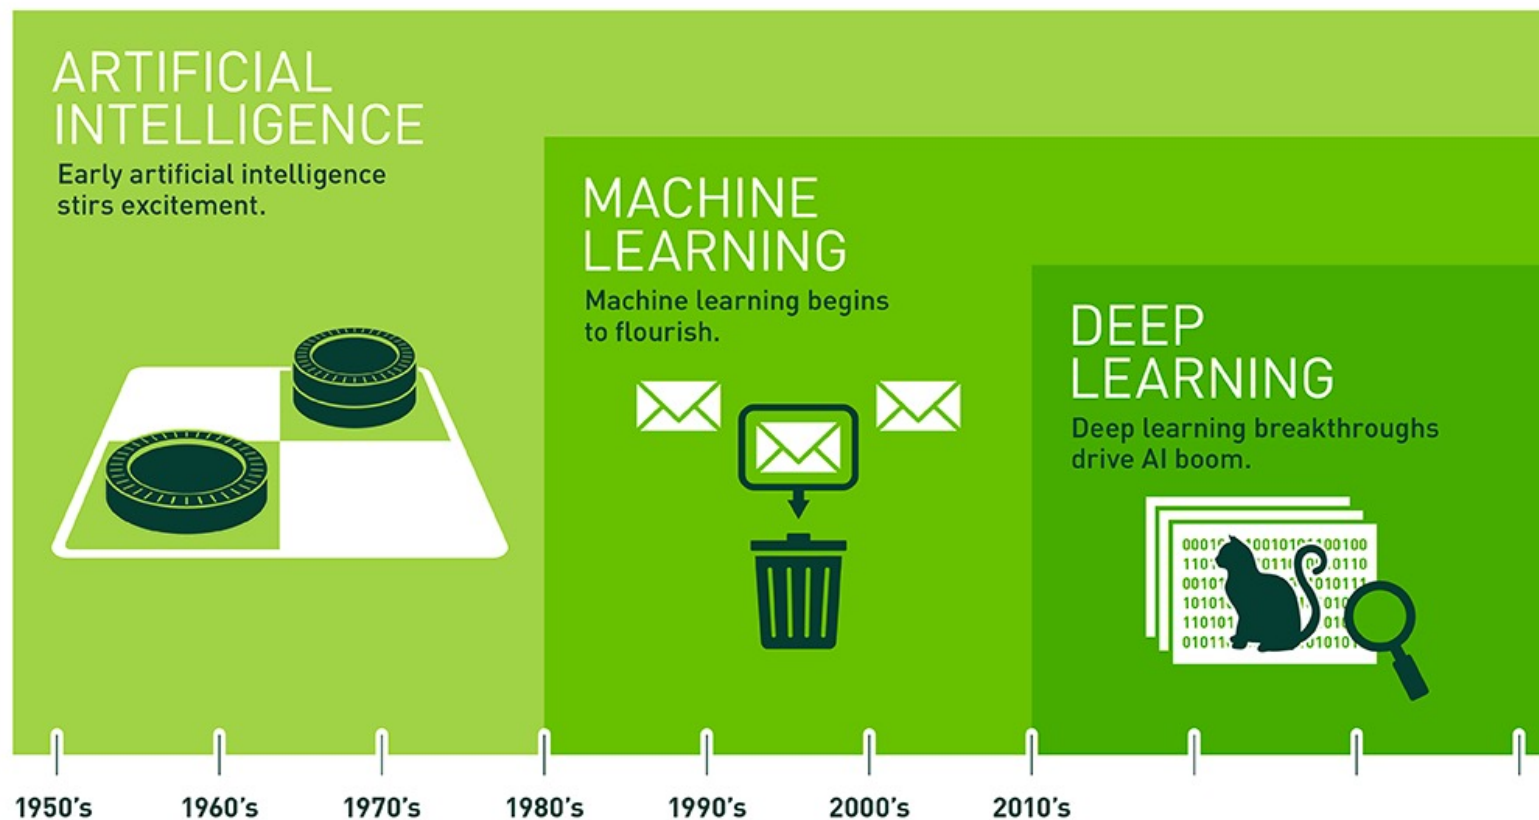 ARTIFICIAL
INTELLIGENCE
Early artificial intelligence
stirs excitement.
MACHINE
LEARNING
Machine learning begins
to flourish.
DEEP
LEARNING
Deep learning breakthroughs
drive AI boom.
1950's 1960's 1970's 1980's 1990's 2000's 2010's